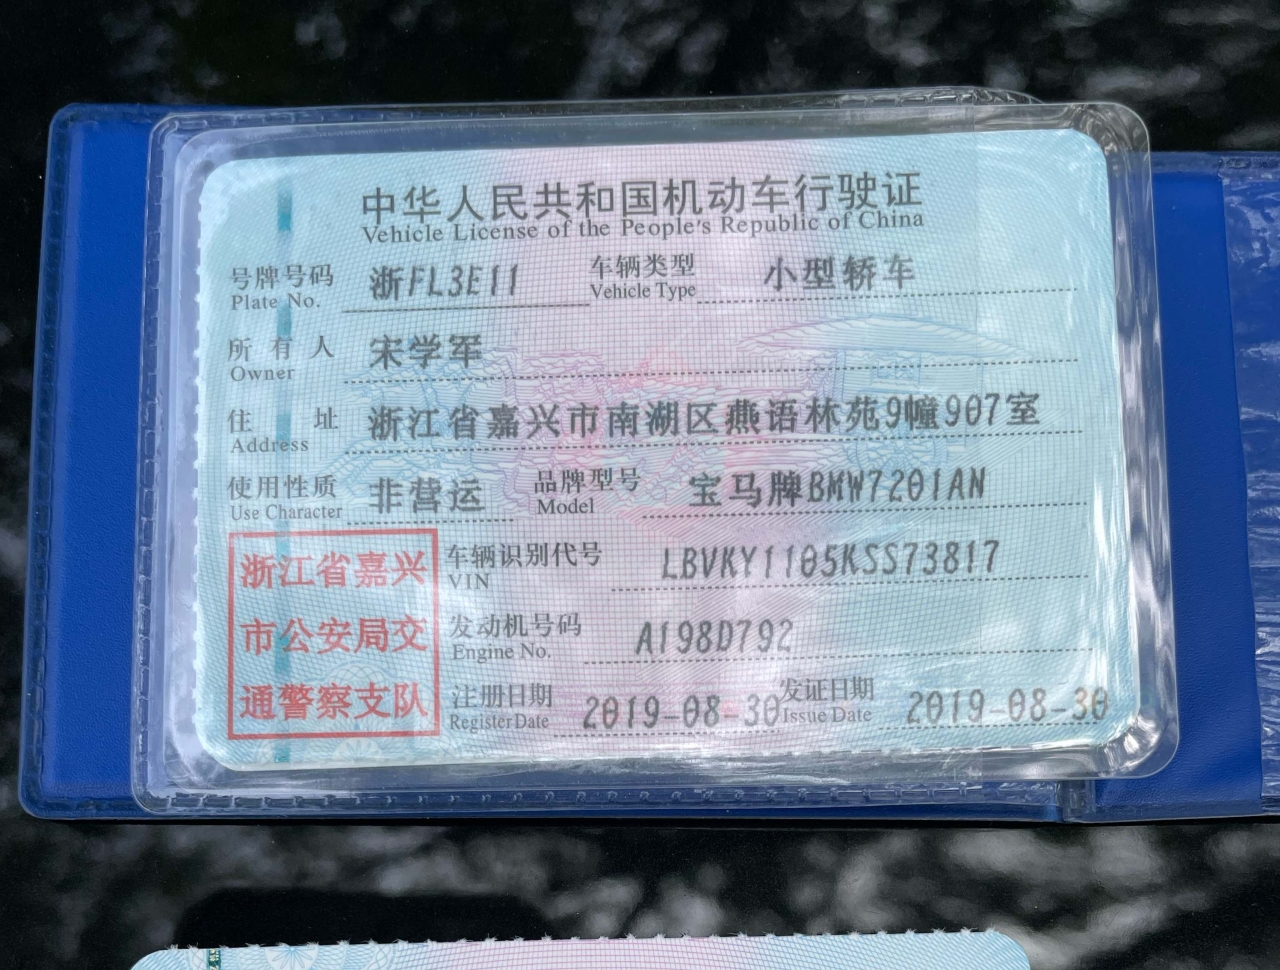 中华人民共和国机动车行驶证
Vehicle License of the People's Republic of China
号牌号码 浙FL3E11 车辆类型 小型轿车
Plate No. Vehicle Type
所有人 宋学军
Owner
住址 浙江省嘉兴市南湖区燕语林苑9幢907室
Address
使用性质 非营运 品牌型号 宝马牌BMW7201AN
Use Character Model
浙江省嘉兴
市公安局交
通警察支队
车辆识别代号 LBVKY1105KSS73817
VIN
发动机号码 A198D792
Engine No.
注册日期 2019-08-30 发证日期 2019-08-30
Register Date Issue Date